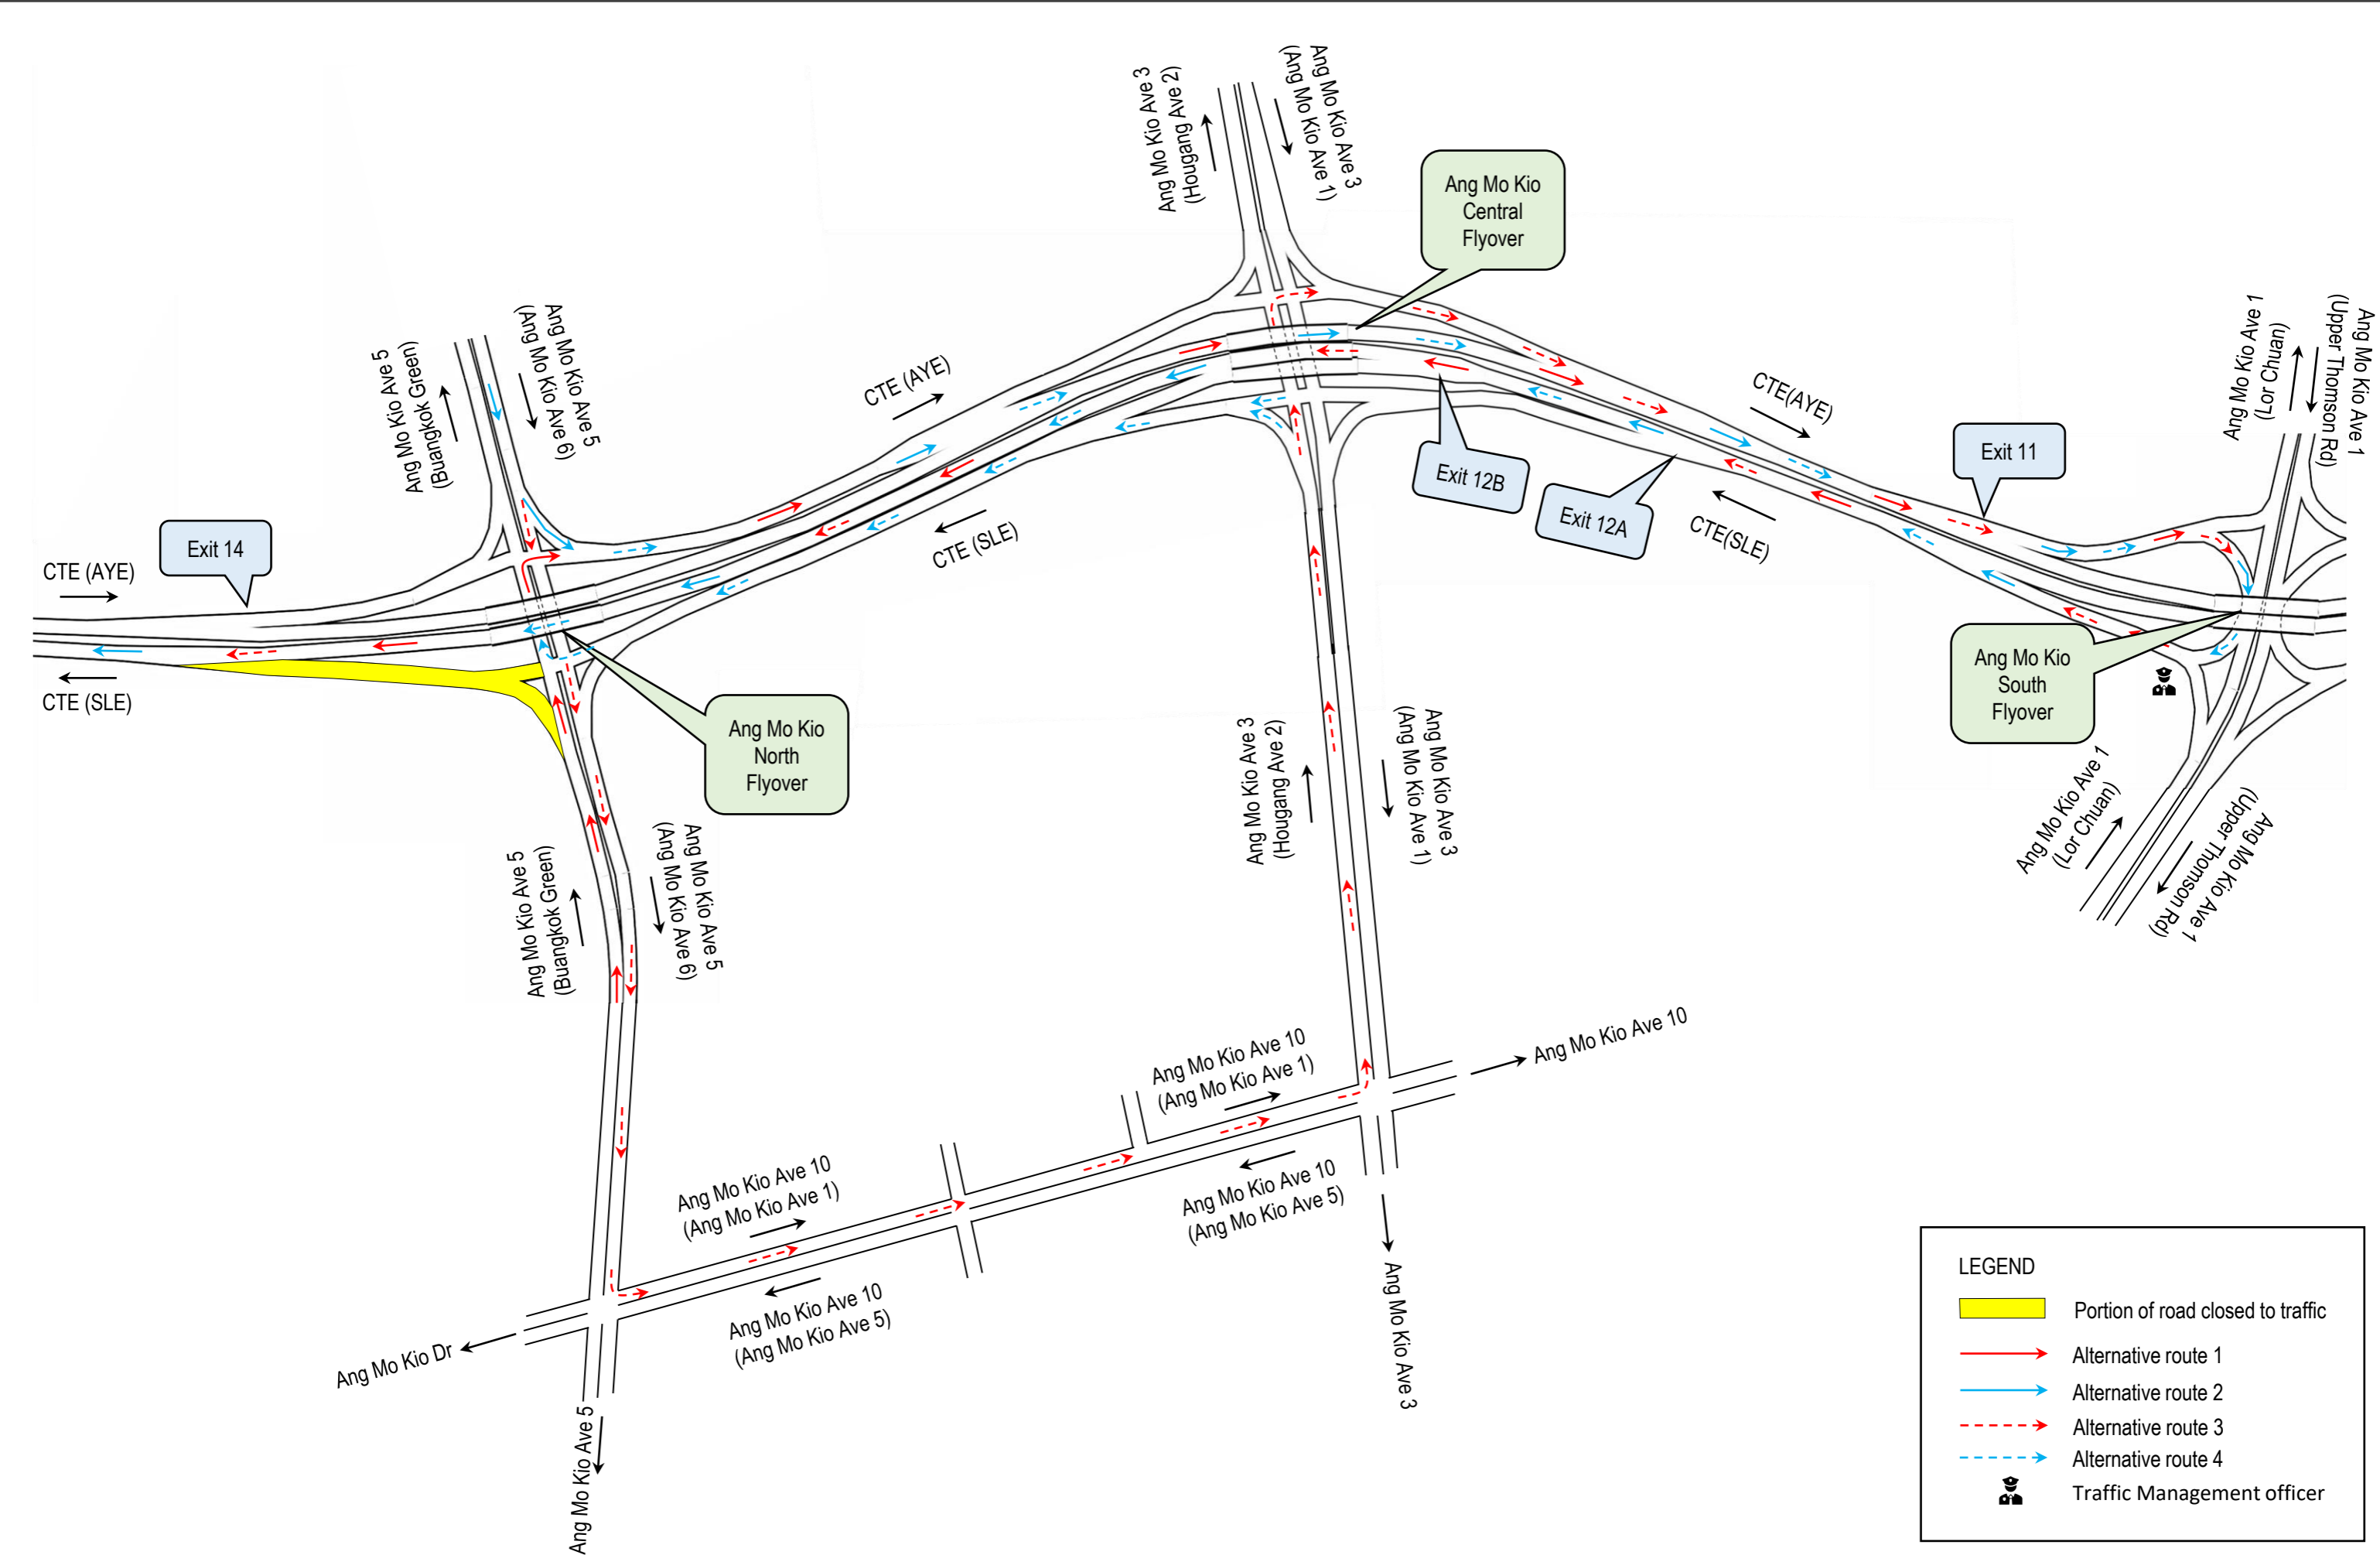 Ang Mo Kio Ave 3
(Hougang Ave 2)
Ang Mo Kio Ave 3
(Ang Mo Kio Ave 1)
Ang Mo Kio
Central
Flyover
Ang Mo Kio Ave 5
(Buangkok Green)
Ang Mo Kio Ave 5
(Ang Mo Kio Ave 6)
CTE (AYE)
CTE(AYE)
Ang Mo Kio Ave 1
(Lor Chuan)
Ang Mo Kio Ave 1
(Upper Thomson Rd)
Exit 11
Exit 12B
Exit 12A
CTE(SLE)
CTE (SLE)
Exit 14
CTE (AYE)
CTE (SLE)
Ang Mo Kio
North
Flyover
Ang Mo Kio
South
Flyover
Ang Mo Kio Ave 3
(Hougang Ave 2)
Ang Mo Kio Ave 3
(Ang Mo Kio Ave 1)
Ang Mo Kio Ave 1
(Lor Chuan)
Ang Mo Kio Ave 1
(Upper Thomson Rd)
Ang Mo Kio Ave 5
(Buangkok Green)
Ang Mo Kio Ave 5
(Ang Mo Kio Ave 6)
Ang Mo Kio Ave 10
(Ang Mo Kio Ave 1)
Ang Mo Kio Ave 10
Ang Mo Kio Ave 10
(Ang Mo Kio Ave 1)
Ang Mo Kio Ave 10
(Ang Mo Kio Ave 5)
Ang Mo Kio Ave 10
(Ang Mo Kio Ave 5)
Ang Mo Kio Dr
Ang Mo Kio Ave 5
Ang Mo Kio Ave 3
LEGEND
Portion of road closed to traffic
Alternative route 1
Alternative route 2
Alternative route 3
Alternative route 4
Traffic Management officer